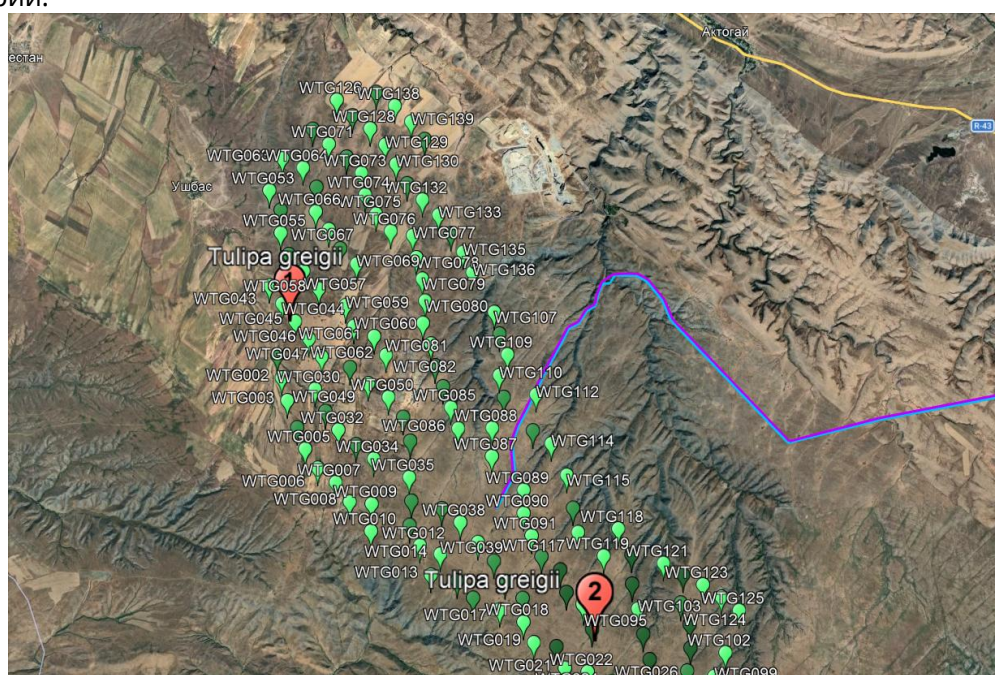 рии.
Актогай
естан
R-43
WTG126
WTG138
WTG139
WTG128
WTG071
WTG129
WTG063
WTG064
WTG073
WTG130
Ушбас
WTG053
WTG074
WTG132
WTG066
WTG075
WTG055
WTG076
WTG133
WTG067
WTG077
WTG135
Tulipa greigii
WTG069
WTG078
WTG136
1
WTG058
WTG057
WTG079
WTG043
WTG044
WTG059
WTG080
WTG045
WTG107
WTG046
WTG061
WTG060
WTG081
WTG047
WTG062
WTG082
WTG109
WTG002
WTG030
WTG110
WTG003
WTG049
WTG050
WTG085
WTG112
WTG032
WTG086
WTG088
WTG005
WTG034
WTG087
WTG114
WTG006
WTG007
WTG035
WTG089
WTG115
WTG008
WTG009
WTG090
WTG010
WTG038
WTG091
WTG118
WTG012
WTG014
WTG039
WTG117
WTG119
WTG121
WTG013
Tulipa greigii
2
WTG123
WTG125
WTG017
WTG018
WTG095
WTG103
WTG124
WTG019
WTG102
WTG021
WTG022
WTG026
WTG099